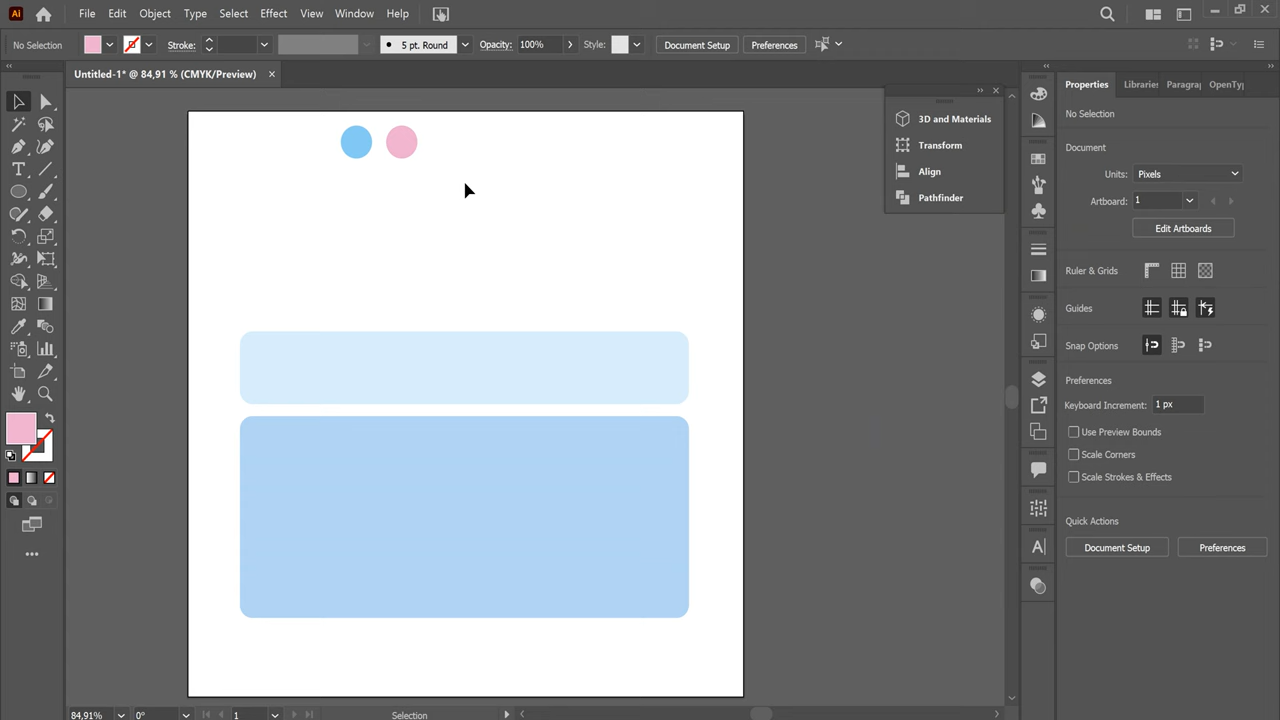 File Edit Object Type Select Effect View Window Help
No Selection Stroke: 5 pt. Round Opacity: 100% Style: Document Setup Preferences
Untitled-1* @ 84,91 % (CMYK/Preview)
3D and Materials
Transform
Align
Pathfinder
Properties Libraries Paragra OpenTy
No Selection
Document
Units: Pixels
Artboard: 1
Edit Artboards
Ruler & Grids
Guides
Snap Options
Preferences
Keyboard Increment: 1 px
Use Preview Bounds
Scale Corners
Scale Strokes & Effects
Quick Actions
Document Setup Preferences
84,91% 0° 1 Selection